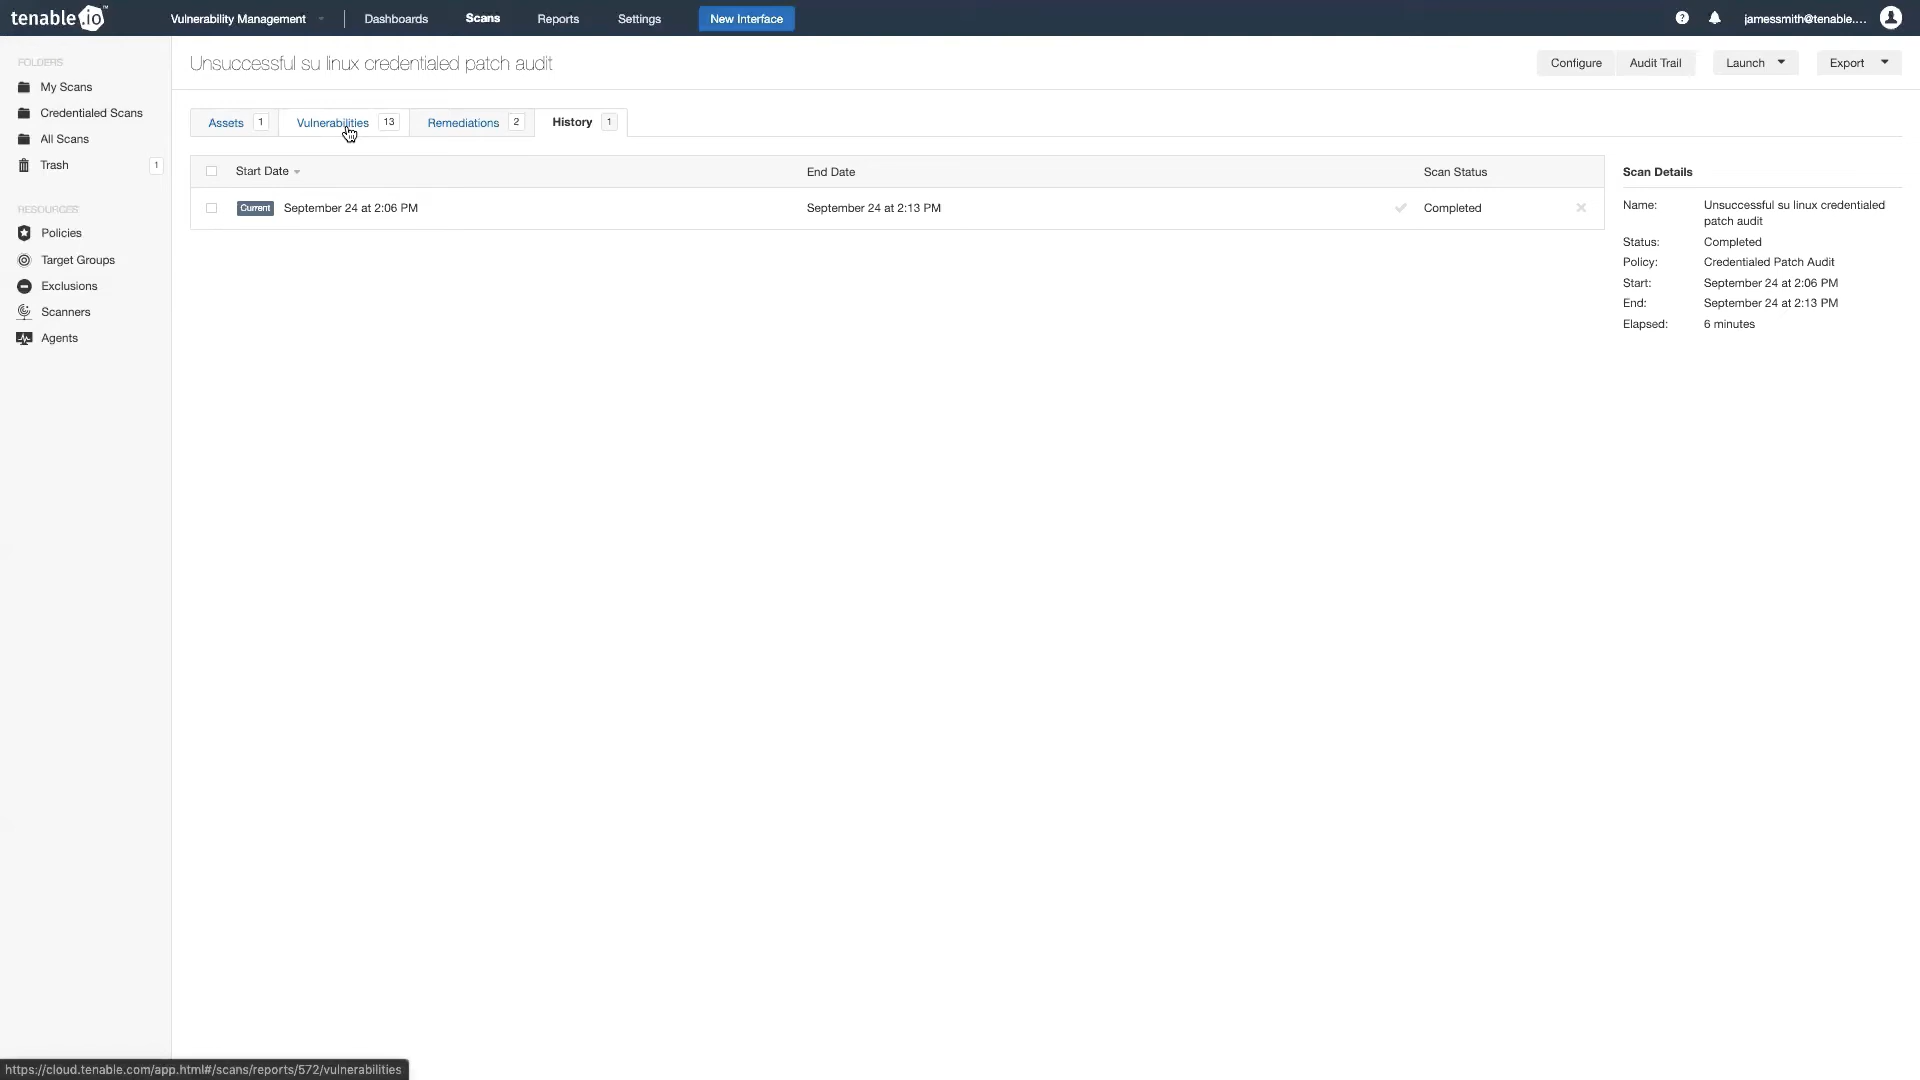 tenable.io™
Vulnerability Management
Dashboards
Scans
Reports
Settings
New Interface
jamessmith@tenable....
FOLDERS
My Scans
Credentialed Scans
All Scans
Trash 1
RESOURCES
Policies
Target Groups
Exclusions
Scanners
Agents
Unsuccessful su linux credentialed patch audit
Configure
Audit Trail
Launch
Export
Assets 1
Vulnerabilities 13
Remediations 2
History 1
Start Date
End Date
Scan Status
Current September 24 at 2:06 PM
September 24 at 2:13 PM
Completed
Scan Details
Name: Unsuccessful su linux credentialed
patch audit
Status: Completed
Policy: Credentialed Patch Audit
Start: September 24 at 2:06 PM
End: September 24 at 2:13 PM
Elapsed: 6 minutes
https://cloud.tenable.com/app.html#/scans/reports/572/vulnerabilities